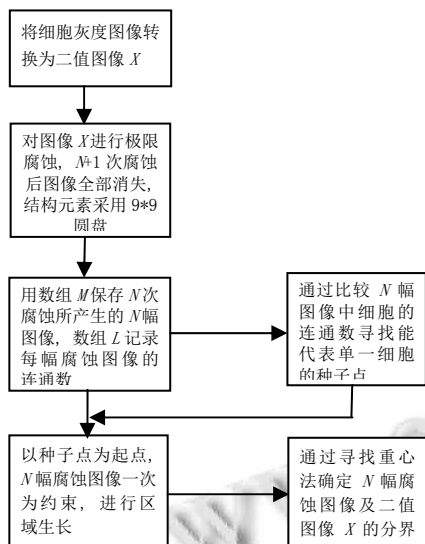 将细胞灰度图像转
换为二值图像 X
对图像 X 进行极限
腐蚀, N+1 次腐蚀
后图像全部消失,
结构元素采用 9*9
圆盘
用数组 M 保存 N 次
腐蚀所产生的 N 幅
图像, 数组 L 记录
每幅腐蚀图像的
连通数
通过比较 N 幅
图像中细胞的
连通数寻找能
代表单一细胞
的种子点
以种子点为起点,
N 幅腐蚀图像一次
为约束, 进行区
域生长
通过寻找重心
法确定 N 幅腐
蚀图像及二值
图像 X 的分界